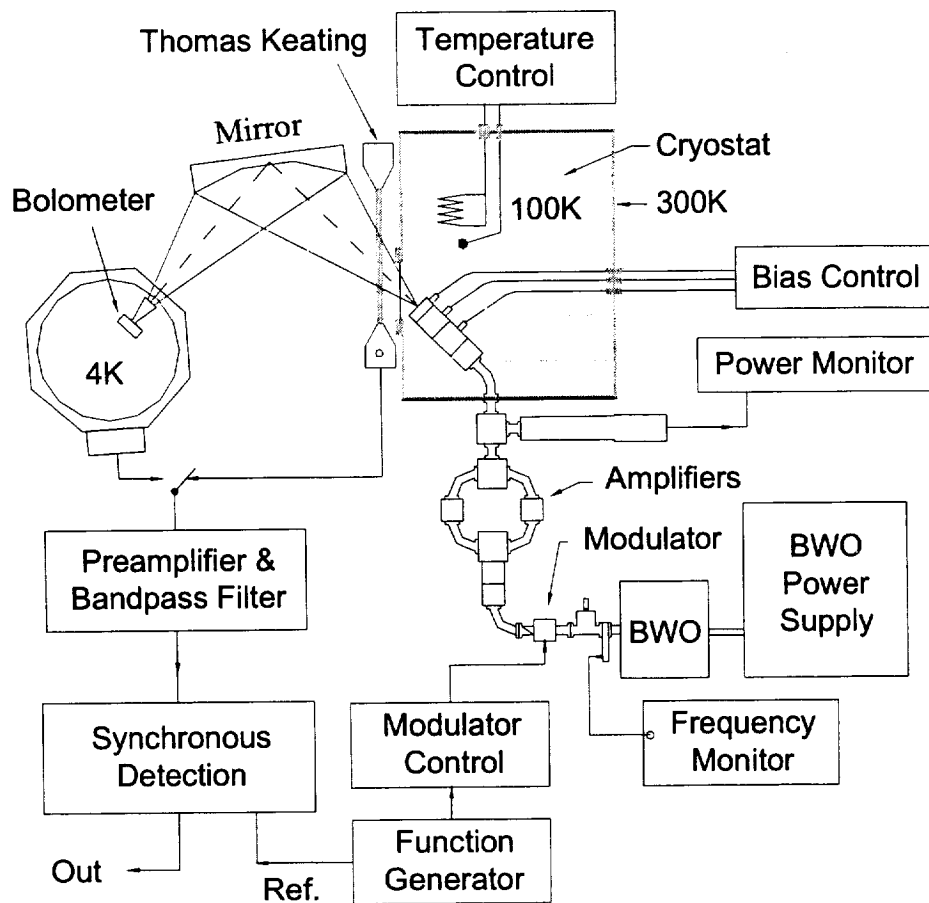 Thomas Keating
Temperature
Control
Mirror
Cryostat
Bolometer
100K
300K
Bias Control
4K
Power Monitor
Amplifiers
Preamplifier &
Bandpass Filter
Modulator
BWO
Power
Supply
BWO
Synchronous
Detection
Modulator
Control
Frequency
Monitor
Function
Generator
Out
Ref.